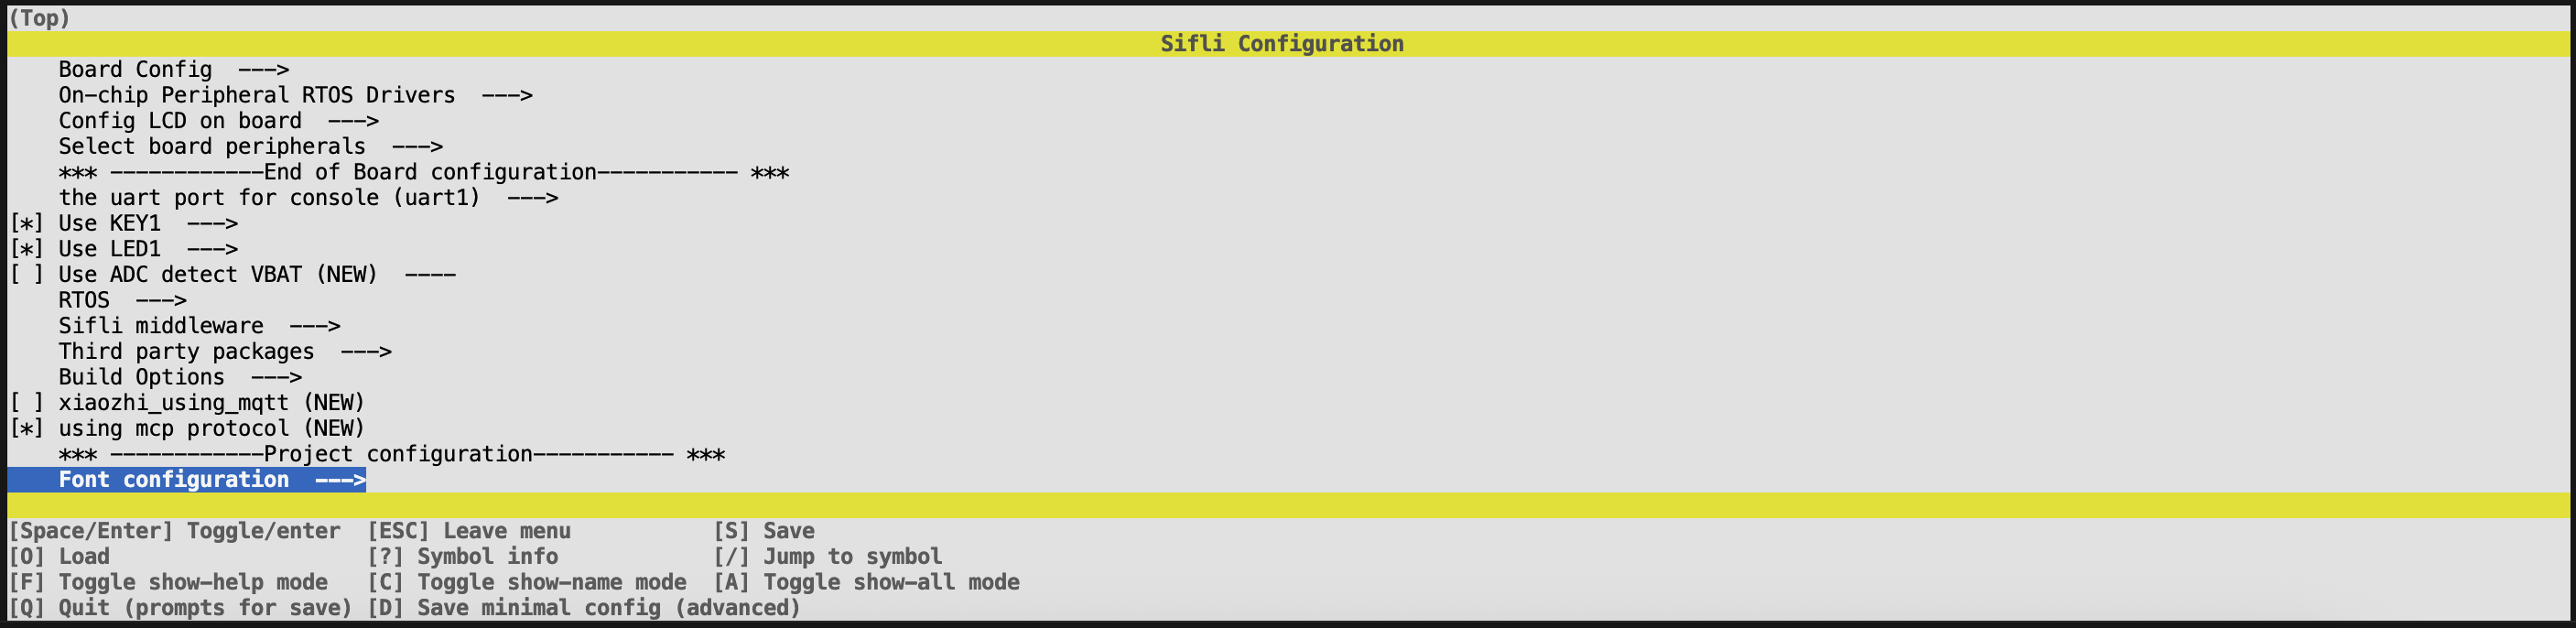 (Top)
Sifli Configuration
    Board Config  --->
    On-chip Peripheral RTOS Drivers  --->
    Config LCD on board  --->
    Select board peripherals  --->
    *** ------------End of Board configuration----------- ***
    the uart port for console (uart1)  --->
[*] Use KEY1  --->
[*] Use LED1  --->
[ ] Use ADC detect VBAT (NEW)  ----
    RTOS  --->
    Sifli middleware  --->
    Third party packages  --->
    Build Options  --->
[ ] xiaozhi_using_mqtt (NEW)
[*] using mcp protocol (NEW)
    *** ------------Project configuration----------- ***
    Font configuration  --->
[Space/Enter] Toggle/enter  [ESC] Leave menu           [S] Save
[O] Load                    [?] Symbol info            [/] Jump to symbol
[F] Toggle show-help mode   [C] Toggle show-name mode  [A] Toggle show-all mode
[Q] Quit (prompts for save) [D] Save minimal config (advanced)